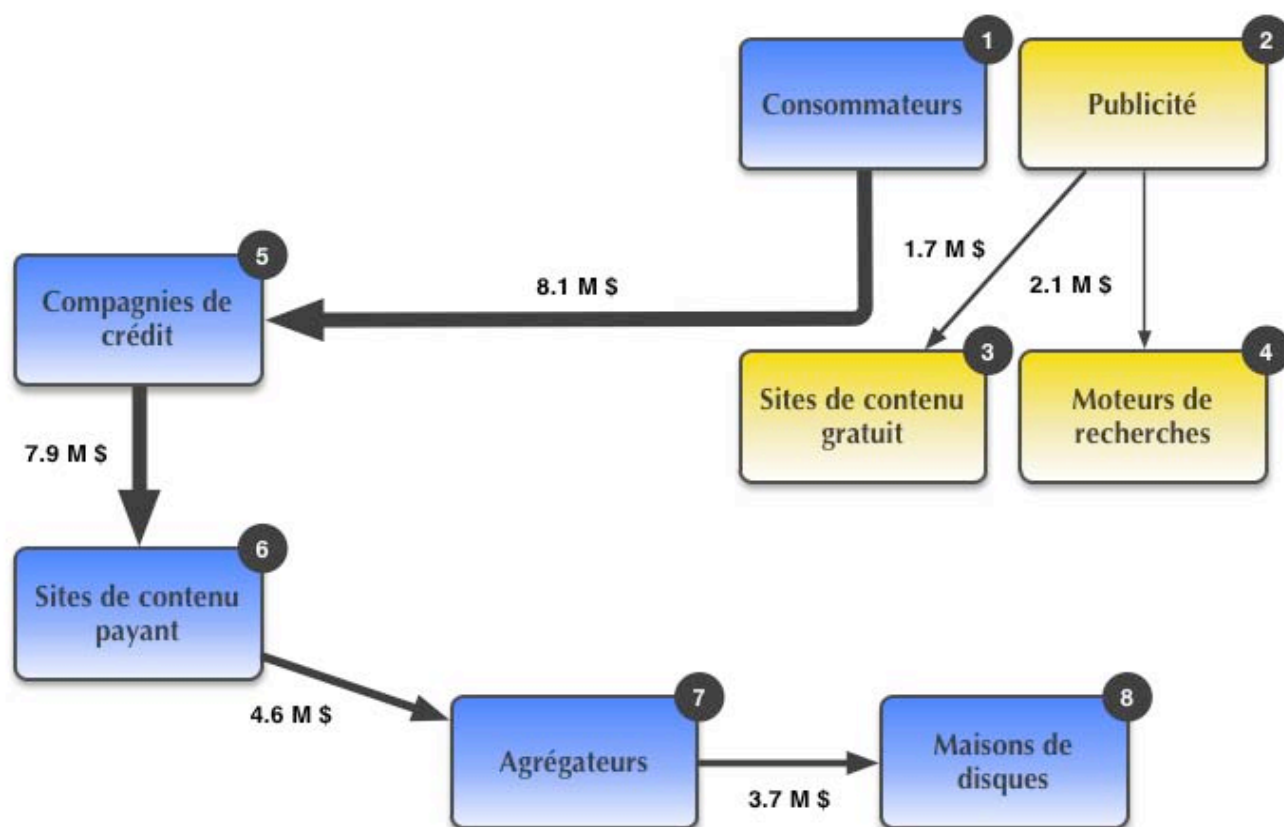 1
2
Consommateurs
Publicité
1.7 M $
2.1 M $
8.1 M $
5
Compagnies de
crédit
3
4
Sites de contenu
gratuit
Moteurs de
recherches
7.9 M $
6
Sites de contenu
payant
4.6 M $
7
8
Agrégateurs
Maisons de
disques
3.7 M $